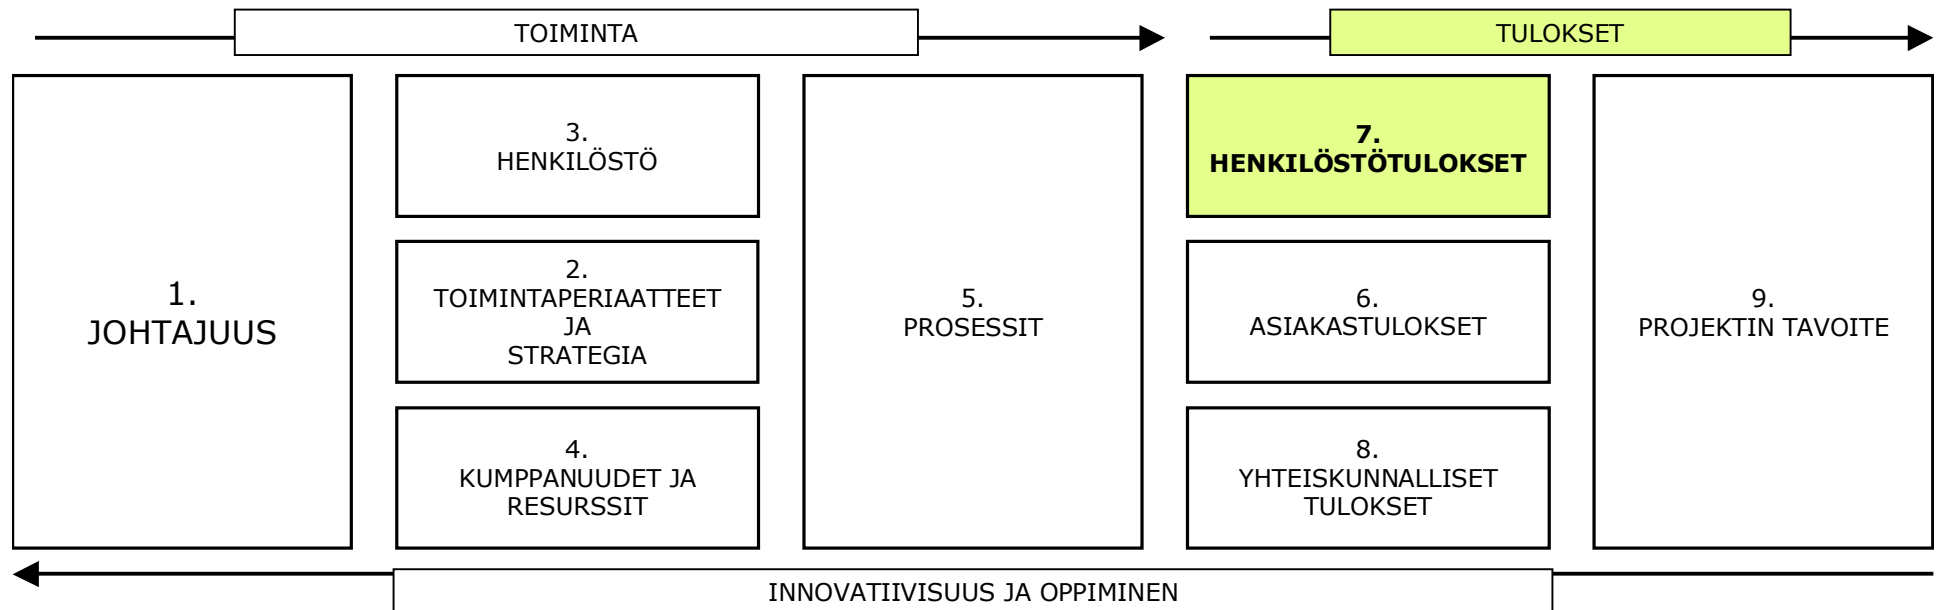 TOIMINTA
TULOKSET
1.
JOHTAJUUS
3.
HENKILÖSTÖ
2.
TOIMINTAPERIAATTEET
JA
STRATEGIA
4.
KUMPPANUUDET JA
RESURSSIT
5.
PROSESSIT
7.
HENKILÖSTÖTULOKSET
6.
ASIAKASTULOKSET
8.
YHTEISKUNNALLISET
TULOKSET
9.
PROJEKTIN TAVOITE
INNOVATIIVISUUS JA OPPIMINEN